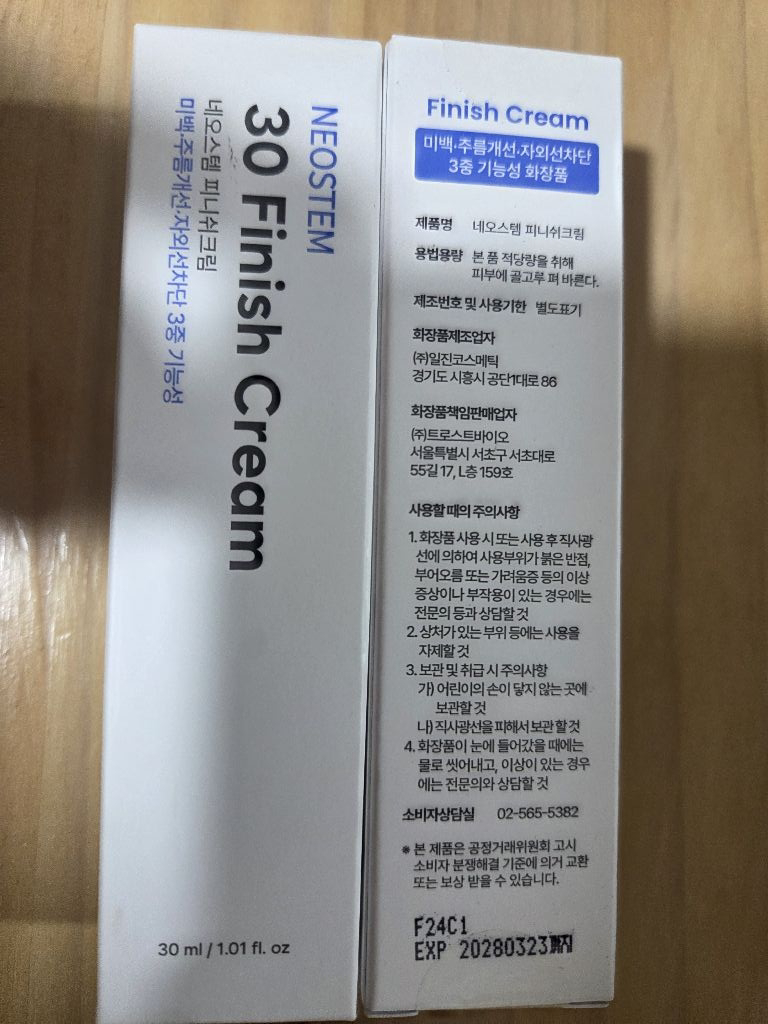 NEOSTEM
30 Finish Cream
네오스템 피니쉬크림
미백·주름개선·자외선차단 3중 기능성
30 ml / 1.01 fl. oz
Finish Cream
미백·주름개선·자외선차단
3중 기능성 화장품
제품명 네오스템 피니쉬크림
용법용량 본 품 적당량을 취해
피부에 골고루 펴 바른다.
제조번호 및 사용기한 별도표기
화장품제조업자
(주)일진코스메틱
경기도 시흥시 공단1대로 86
화장품책임판매업자
(주)트로스트바이오
서울특별시 서초구 서초대로
55길 17, L층 159호
사용할 때의 주의사항
1. 화장품 사용 시 또는 사용 후 직사광
선에 의하여 사용부위가 붉은 반점,
부어오름 또는 가려움증 등의 이상
증상이나 부작용이 있는 경우에는
전문의 등과 상담할 것
2. 상처가 있는 부위 등에는 사용을
자제할 것
3. 보관 및 취급 시 주의사항
가) 어린이의 손이 닿지 않는 곳에
보관할 것
나) 직사광선을 피해서 보관 할 것
4. 화장품이 눈에 들어갔을 때에는
물로 씻어내고, 이상이 있는 경우
에는 전문의와 상담할 것
소비자상담실 02-565-5382
※ 본 제품은 공정거래위원회 고시
소비자 분쟁해결 기준에 의거 교환
또는 보상 받을 수 있습니다.
F24C1
EXP 20280323까지